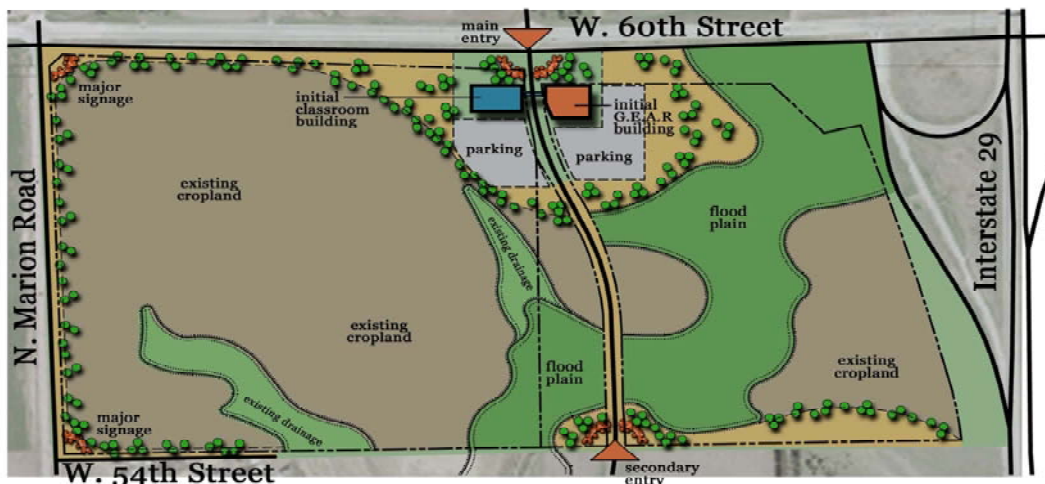 W. 60th Street
main
entry
major
signage
initial
classroom
building
initial
G.E.A.R
building
parking
parking
existing
cropland
flood
plain
existing drainage
N. Marion Road
Interstate 29
existing
cropland
flood
plain
existing
cropland
existing drainage
major
signage
W. 54th Street
secondary
entry